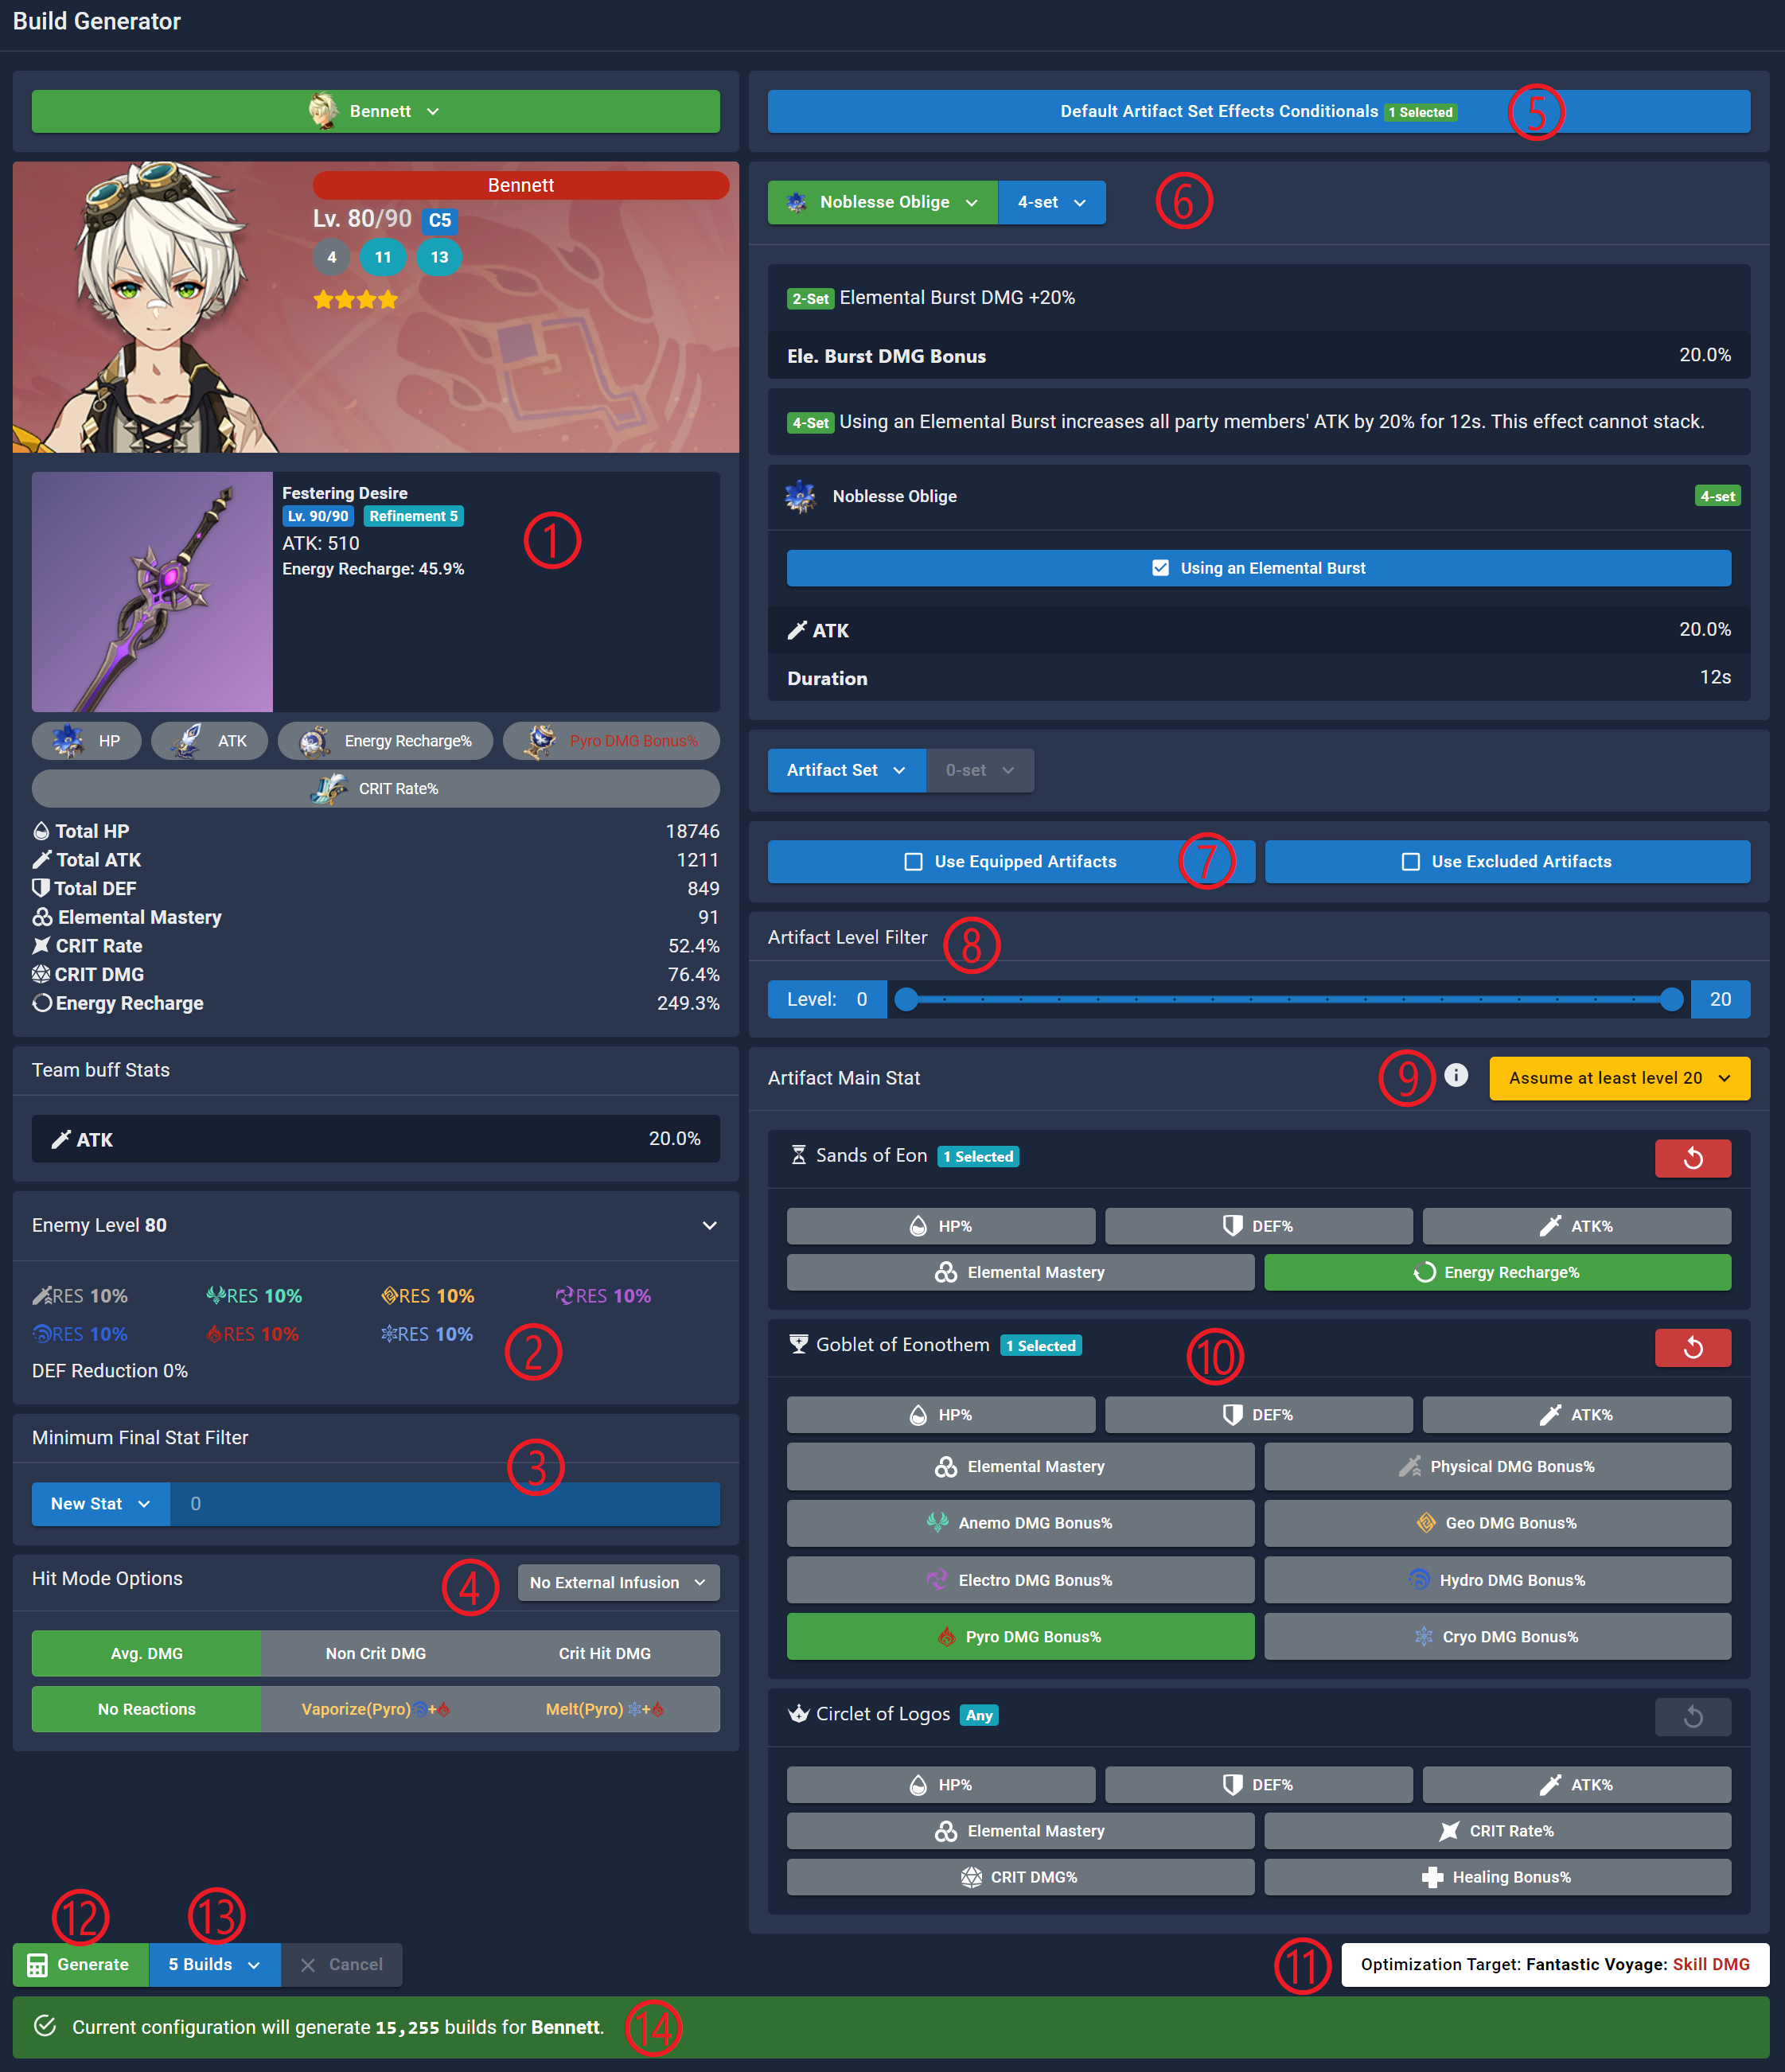 Build Generator
Bennett
Bennett
Lv. 80/90 C5
4 11 13
Festering Desire
Lv. 90/90 Refinement 5
ATK: 510
Energy Recharge: 45.9%
1
HP ATK Energy Recharge% Pyro DMG Bonus%
CRIT Rate%
Total HP 18746
Total ATK 1211
Total DEF 849
Elemental Mastery 91
CRIT Rate 52.4%
CRIT DMG 76.4%
Energy Recharge 249.3%
Team buff Stats
ATK 20.0%
Enemy Level 80
RES 10% RES 10% RES 10% RES 10%
RES 10% RES 10% RES 10%
2
DEF Reduction 0%
Minimum Final Stat Filter
3
New Stat 0
Hit Mode Options 4 No External Infusion
Avg. DMG Non Crit DMG Crit Hit DMG
No Reactions Vaporize(Pyro) + Melt(Pyro) +
Default Artifact Set Effects Conditionals 1 Selected 5
Noblesse Oblige 4-set 6
2-Set Elemental Burst DMG +20%
Ele. Burst DMG Bonus 20.0%
4-Set Using an Elemental Burst increases all party members' ATK by 20% for 12s. This effect cannot stack.
Noblesse Oblige 4-set
Using an Elemental Burst
ATK 20.0%
Duration 12s
Artifact Set 0-set
Use Equipped Artifacts 7 Use Excluded Artifacts
Artifact Level Filter 8
Level: 0 20
Artifact Main Stat 9 i Assume at least level 20
Sands of Eon 1 Selected
HP% DEF% ATK%
Elemental Mastery Energy Recharge%
Goblet of Eonothem 1 Selected 10
HP% DEF% ATK%
Elemental Mastery Physical DMG Bonus%
Anemo DMG Bonus% Geo DMG Bonus%
Electro DMG Bonus% Hydro DMG Bonus%
Pyro DMG Bonus% Cryo DMG Bonus%
Circlet of Logos Any
HP% DEF% ATK%
Elemental Mastery CRIT Rate%
CRIT DMG% Healing Bonus%
12 13
Generate 5 Builds Cancel 11 Optimization Target: Fantastic Voyage: Skill DMG
Current configuration will generate 15,255 builds for Bennett. 14